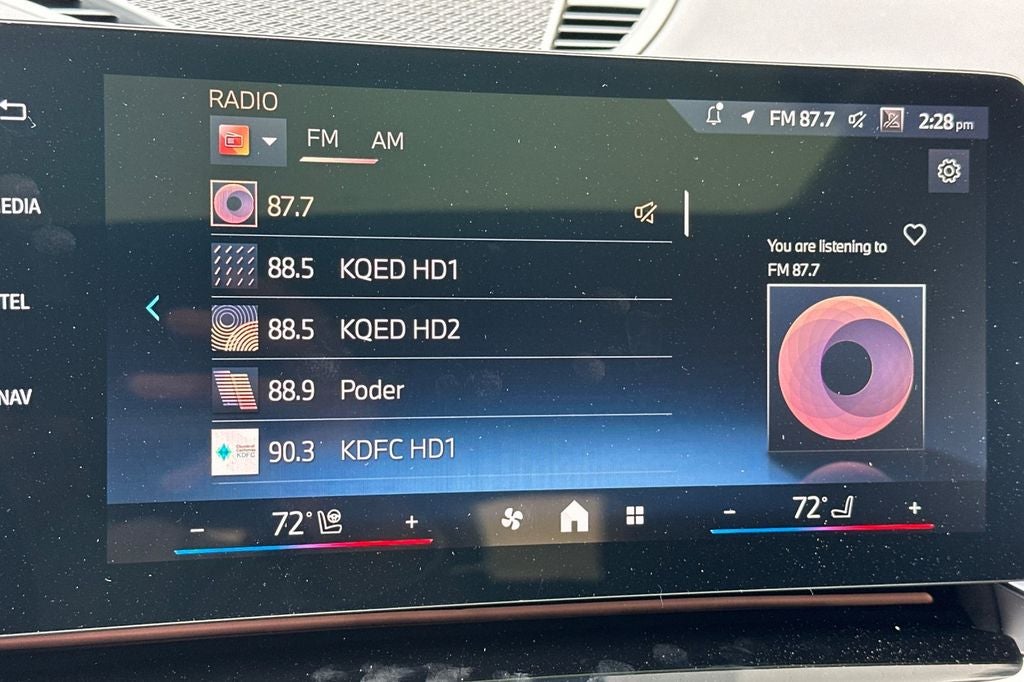 RADIO
FM AM
FM 87.7 2:28 pm
87.7
88.5 KQED HD1
88.5 KQED HD2
88.9 Poder
90.3 KDFC HD1
You are listening to
FM 87.7
EDIA
TEL
NAV
- 72° +
- 72° +
KDFC